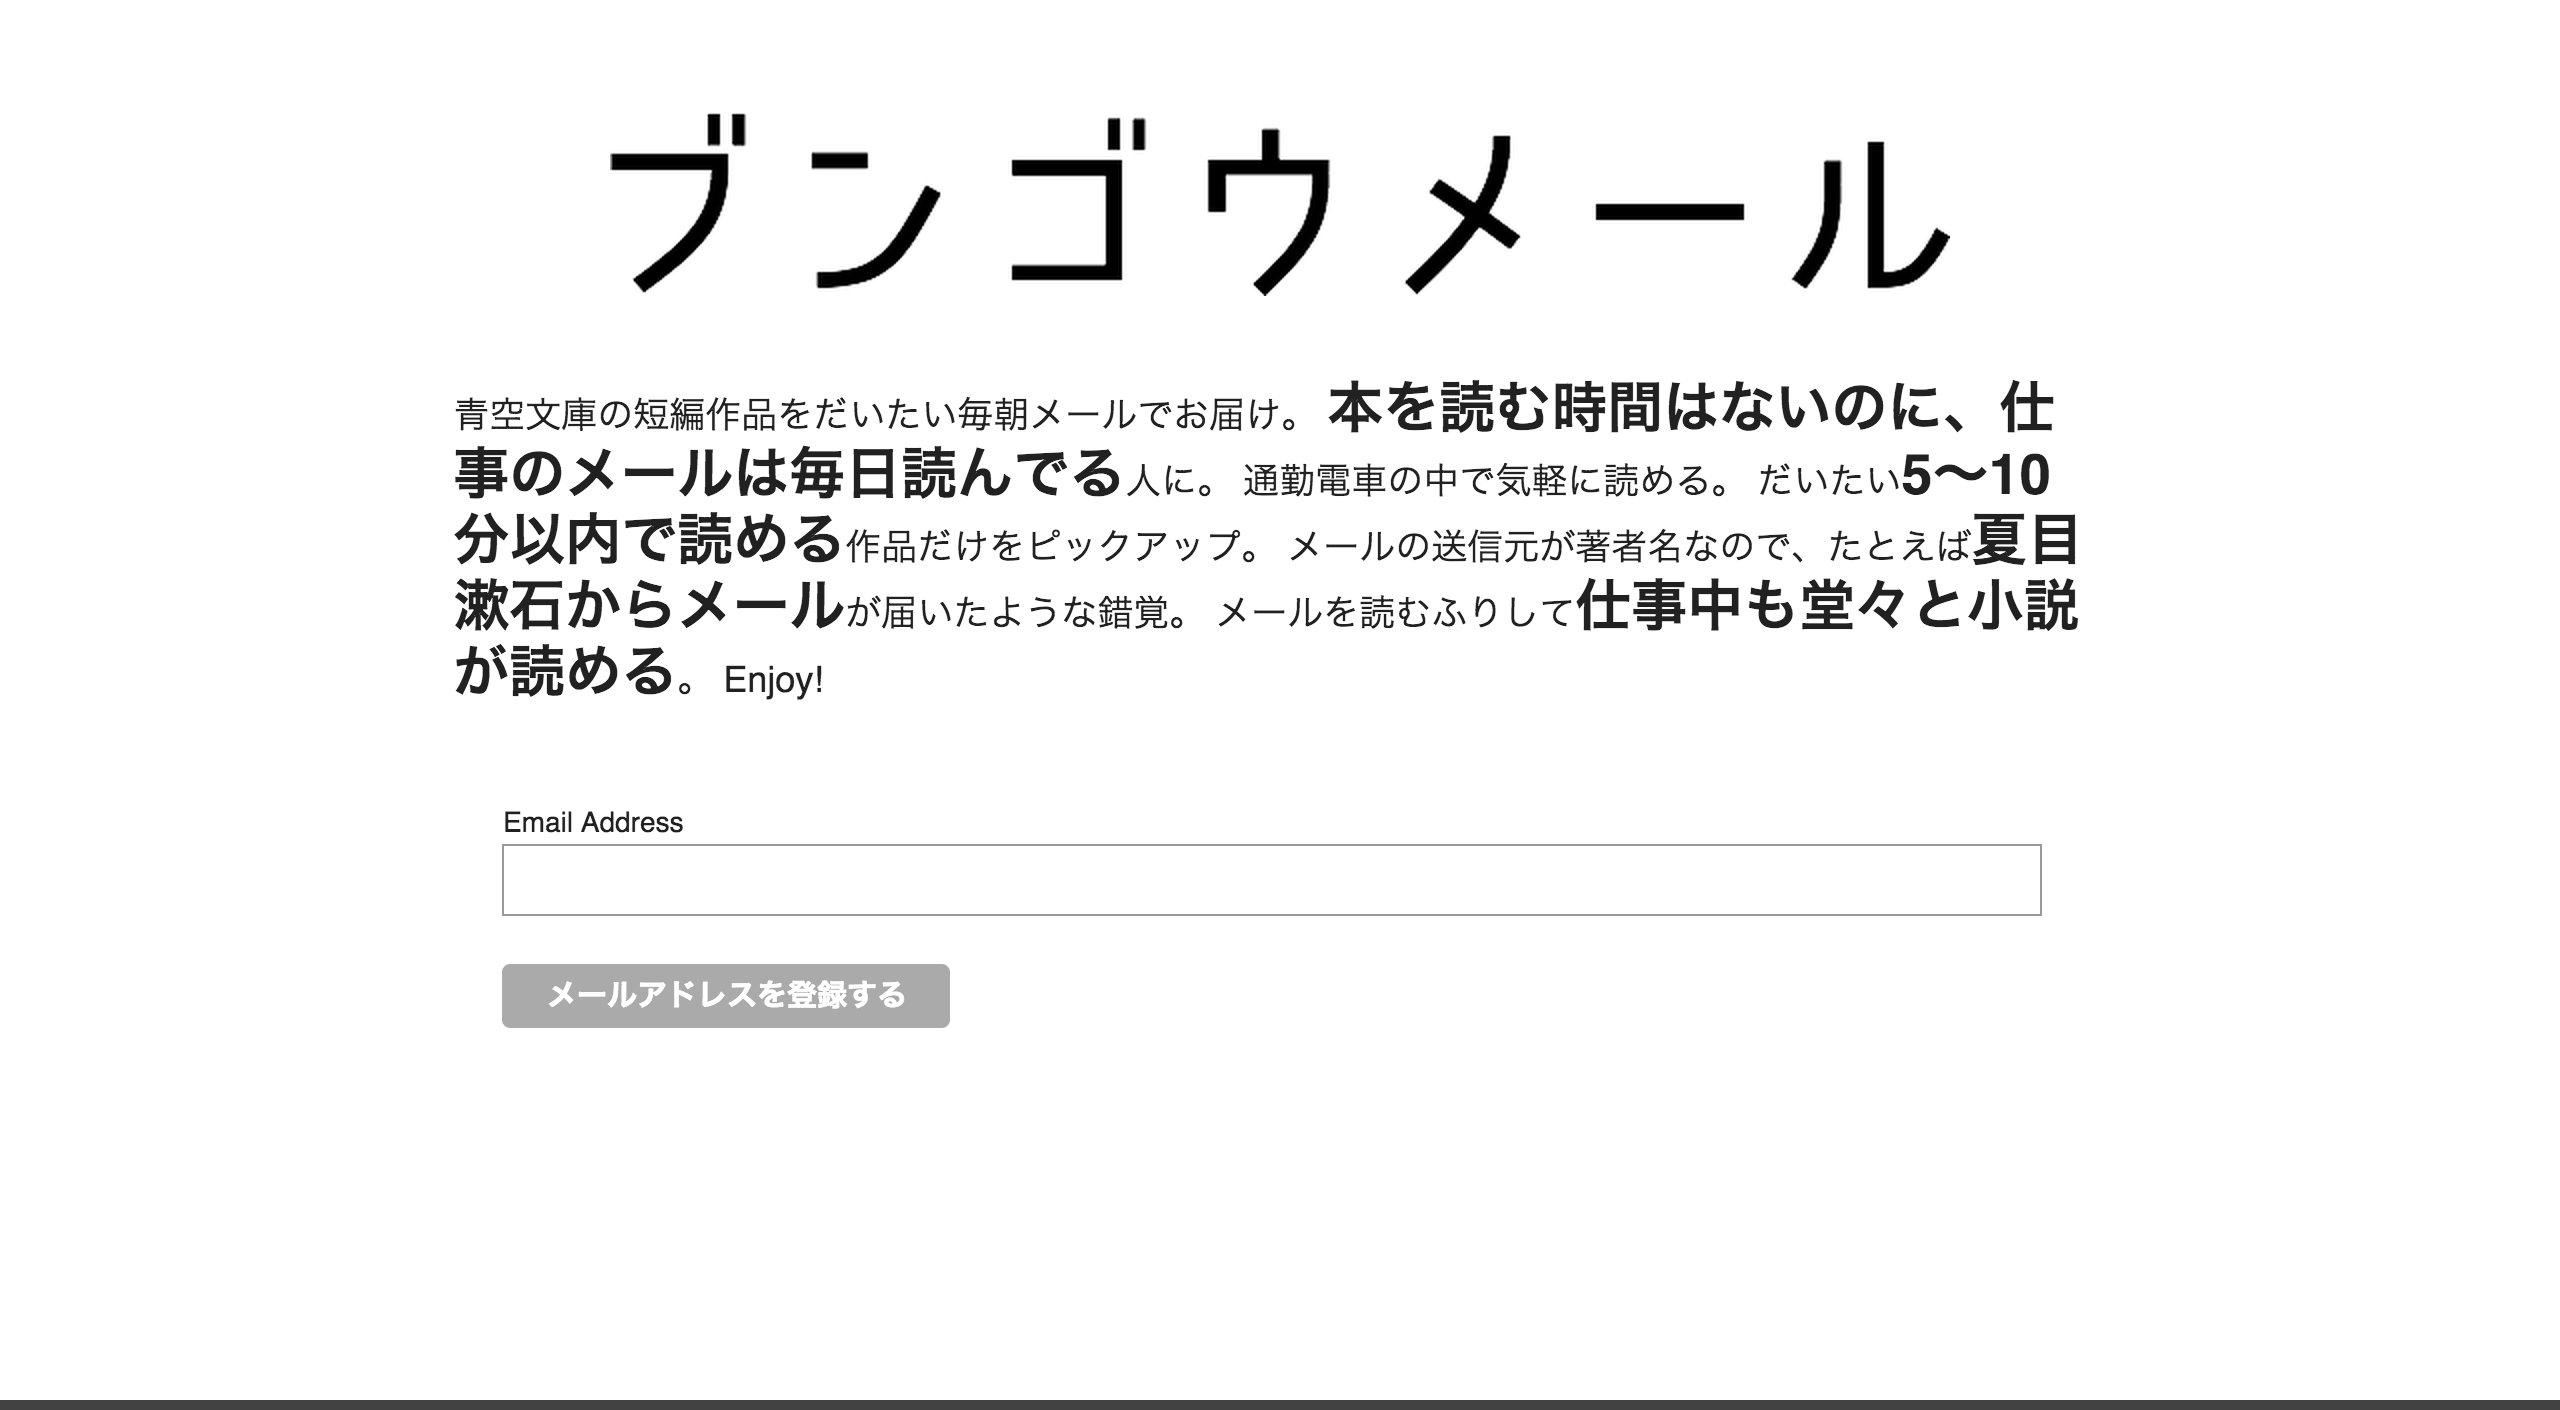 ブンゴウメール
青空文庫の短編作品をだいたい毎朝メールでお届け。 本を読む時間はないのに、仕
事のメールは毎日読んでる人に。 通勤電車の中で気軽に読める。 だいたい5〜10
分以内で読める作品だけをピックアップ。 メールの送信元が著者名なので、たとえば夏目
漱石からメールが届いたような錯覚。 メールを読むふりして仕事中も堂々と小説
が読める。 Enjoy!
Email Address
メールアドレスを登録する